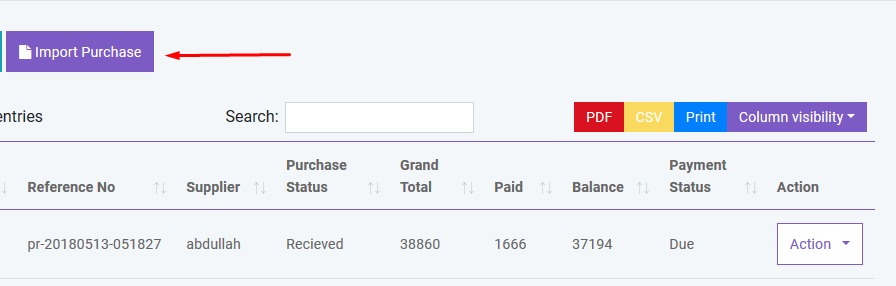 Import Purchase
entries
Search:
PDF CSV Print Column visibility
Reference No Supplier Purchase Status Grand Total Paid Balance Payment Status Action
pr-20180513-051827 abdullah Recieved 38860 1666 37194 Due Action